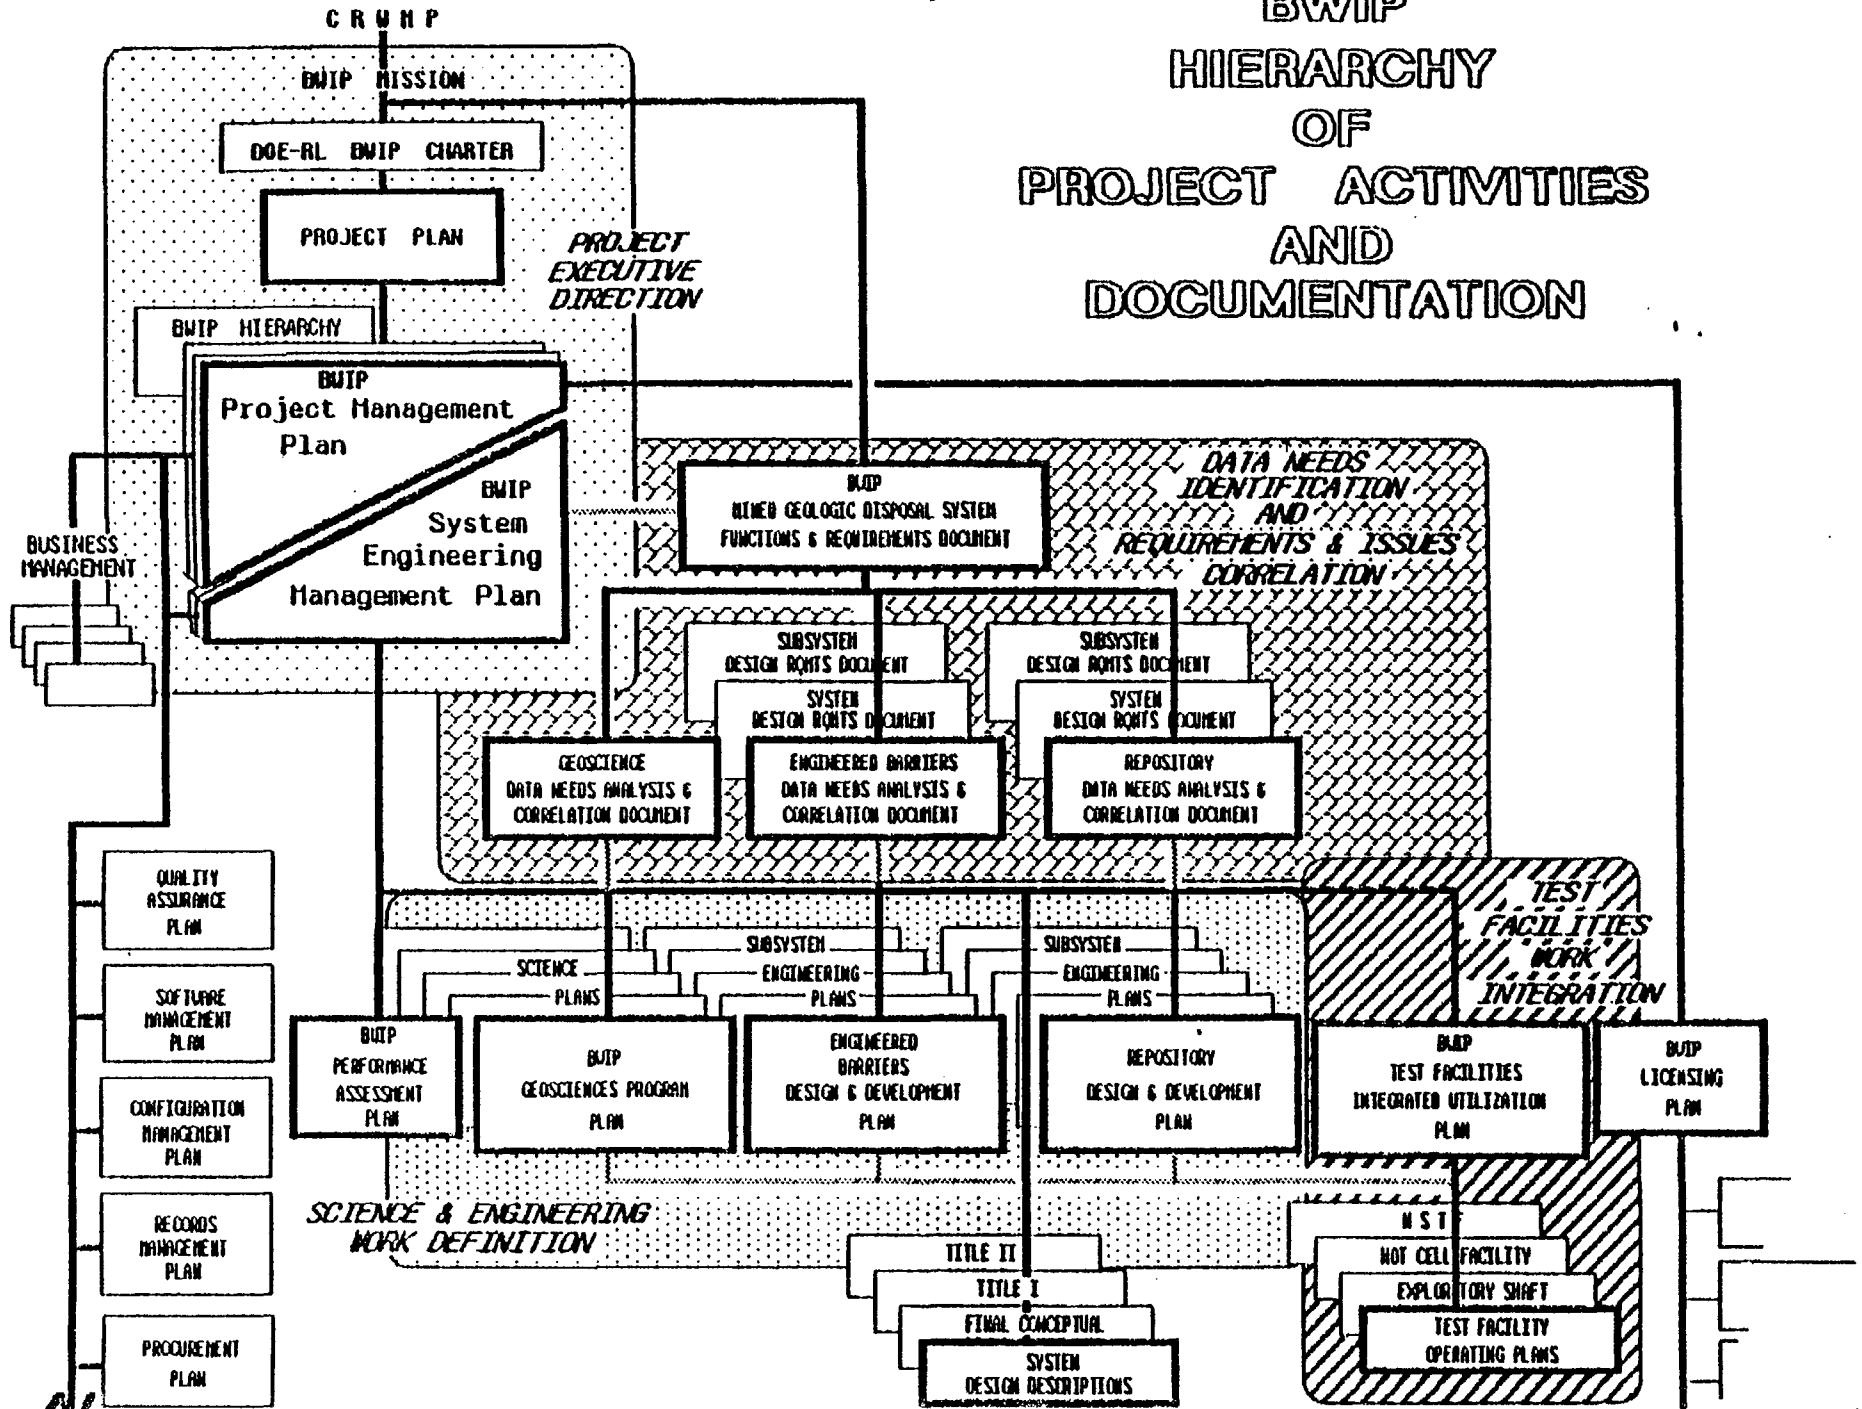 CRWMP
BWIP
HIERARCHY
OF
PROJECT ACTIVITIES
AND
DOCUMENTATION
BWIP MISSION
DOE-RL BWIP CHARTER
PROJECT PLAN
PROJECT
EXECUTIVE
DIRECTION
BWIP HIERARCHY
BWIP
Project Management
Plan
BWIP
System
Engineering
Management Plan
BUSINESS
MANAGEMENT
BWIP
MINED GEOLOGIC DISPOSAL SYSTEM
FUNCTIONS & REQUIREMENTS DOCUMENT
DATA NEEDS
IDENTIFICATION
AND
REQUIREMENTS & ISSUES
CORRELATION
SUBSYSTEM
DESIGN RQMTS DOCUMENT
SYSTEM
DESIGN RQMTS DOCUMENT
SUBSYSTEM
DESIGN RQMTS DOCUMENT
SYSTEM
DESIGN RQMTS DOCUMENT
GEOSCIENCE
DATA NEEDS ANALYSIS &
CORRELATION DOCUMENT
ENGINEERED BARRIERS
DATA NEEDS ANALYSIS &
CORRELATION DOCUMENT
REPOSITORY
DATA NEEDS ANALYSIS &
CORRELATION DOCUMENT
QUALITY
ASSURANCE
PLAN
SOFTWARE
MANAGEMENT
PLAN
CONFIGURATION
MANAGEMENT
PLAN
RECORDS
MANAGEMENT
PLAN
PROCUREMENT
PLAN
SCIENCE
PLANS
SUBSYSTEM
ENGINEERING
PLANS
SUBSYSTEM
ENGINEERING
PLANS
TEST
FACILITIES
WORK
INTEGRATION
BWIP
PERFORMANCE
ASSESSMENT
PLAN
BWIP
GEOSCIENCES PROGRAM
PLAN
ENGINEERED
BARRIERS
DESIGN & DEVELOPMENT
PLAN
REPOSITORY
DESIGN & DEVELOPMENT
PLAN
BWIP
TEST FACILITIES
INTEGRATED UTILIZATION
PLAN
BWIP
LICENSING
PLAN
SCIENCE & ENGINEERING
WORK DEFINITION
TITLE II
TITLE I
FINAL CONCEPTUAL
SYSTEM
DESIGN DESCRIPTIONS
NSTF
HOT CELL FACILITY
EXPLORATORY SHAFT
TEST FACILITY
OPERATING PLANS